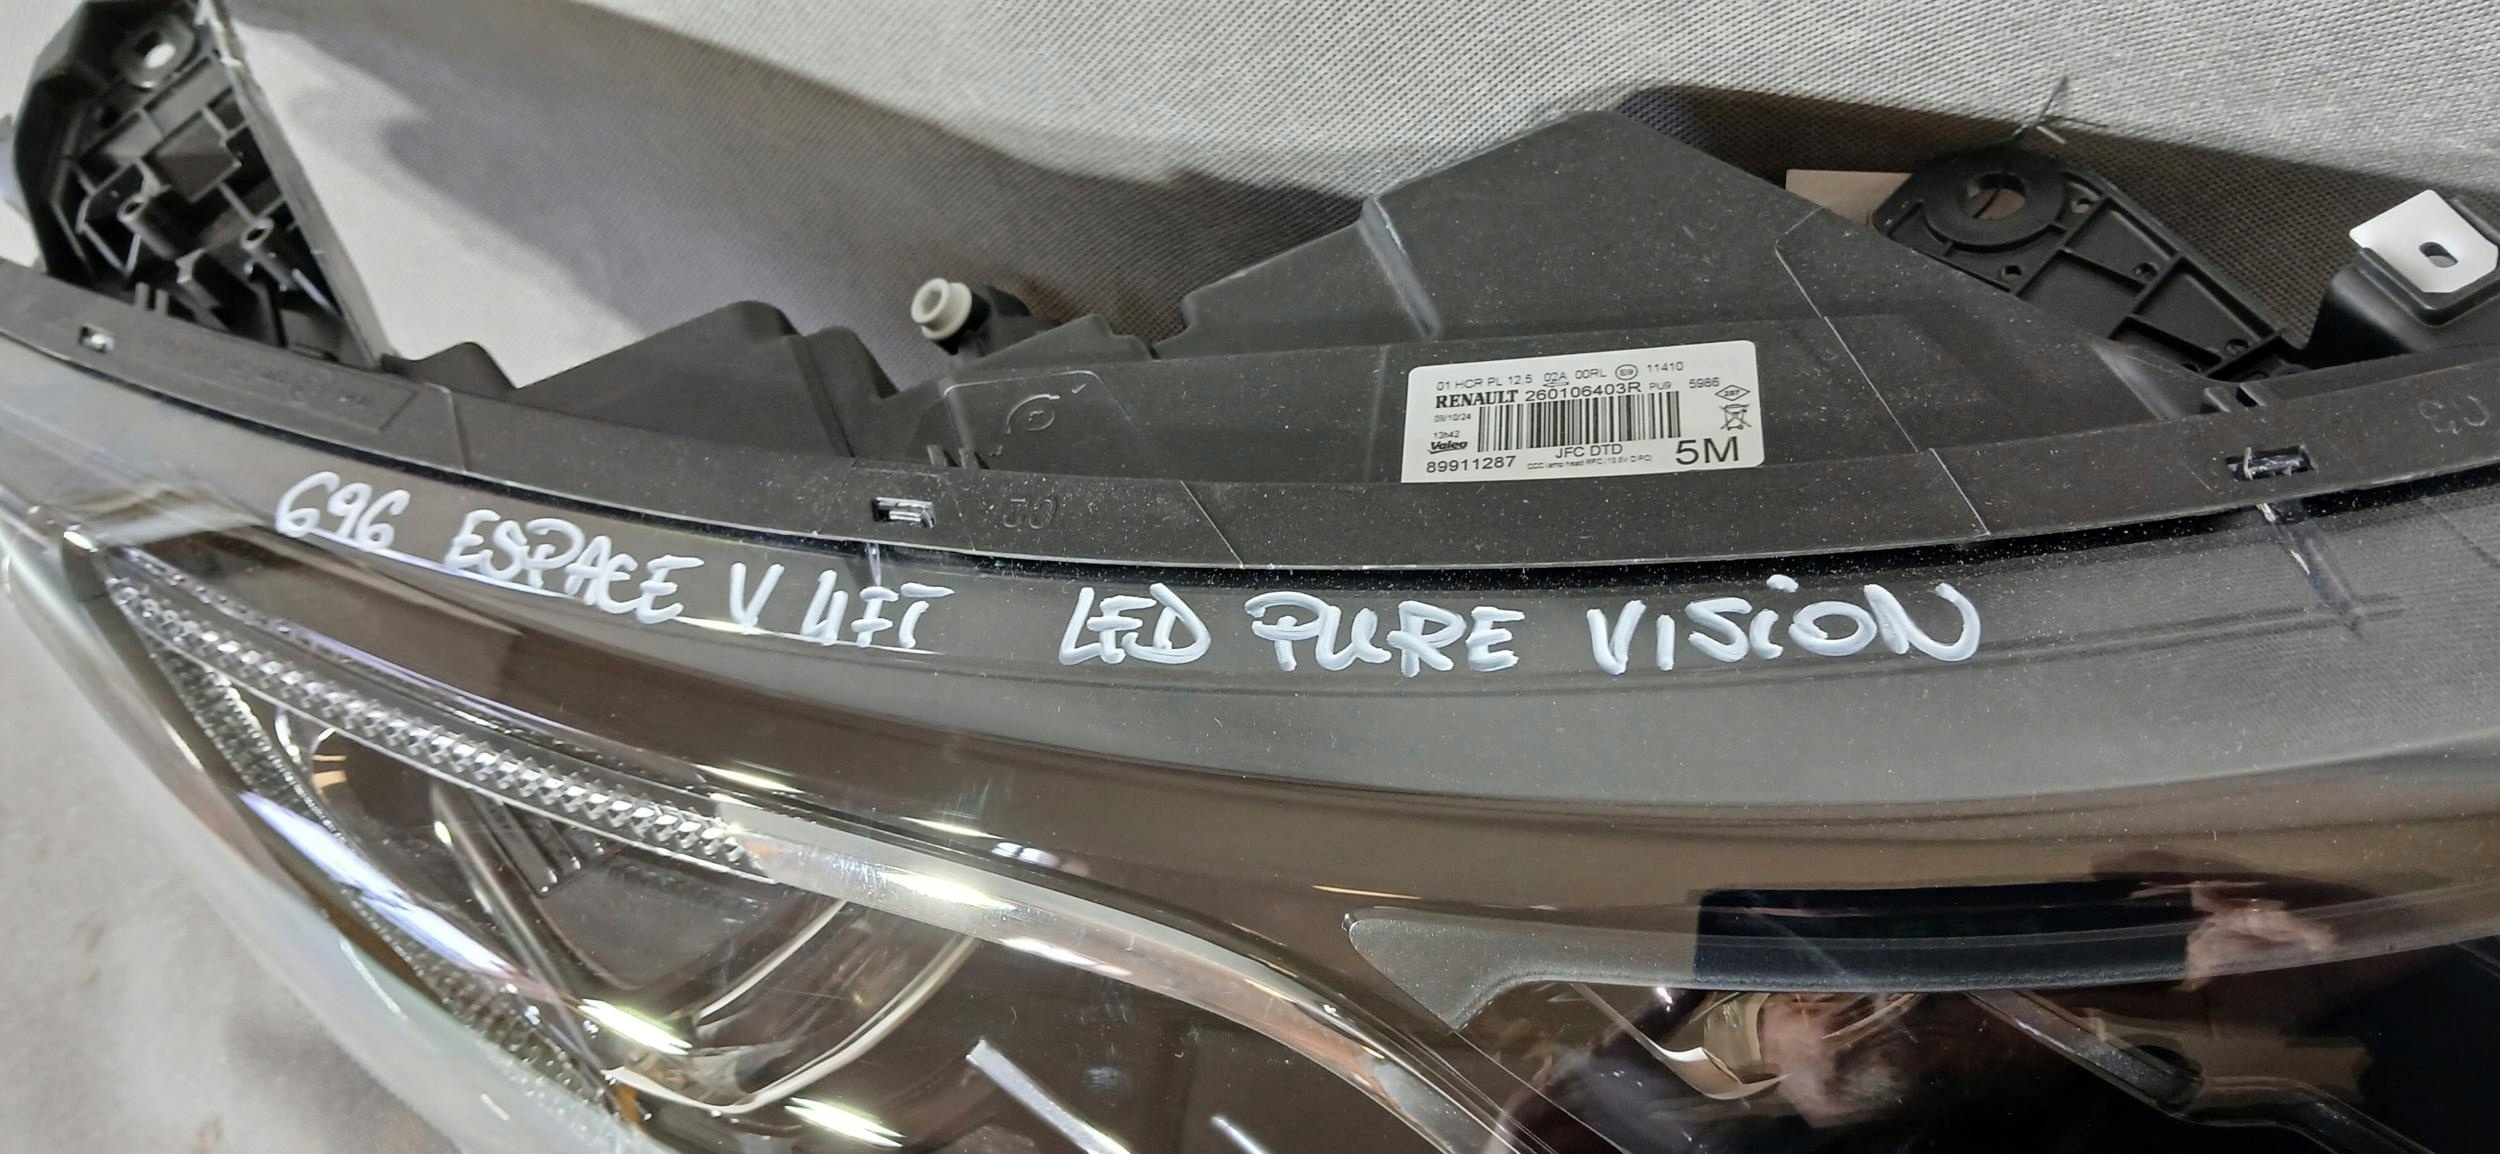 01 HCR PL 12.5 02A 00RL E9 11410
RENAULT 260106403R PU9 5986
09/10/24
13h42
Valeo
JFC DTD
89911287
5M
696 ESPACE V LIFT LED PURE VISION